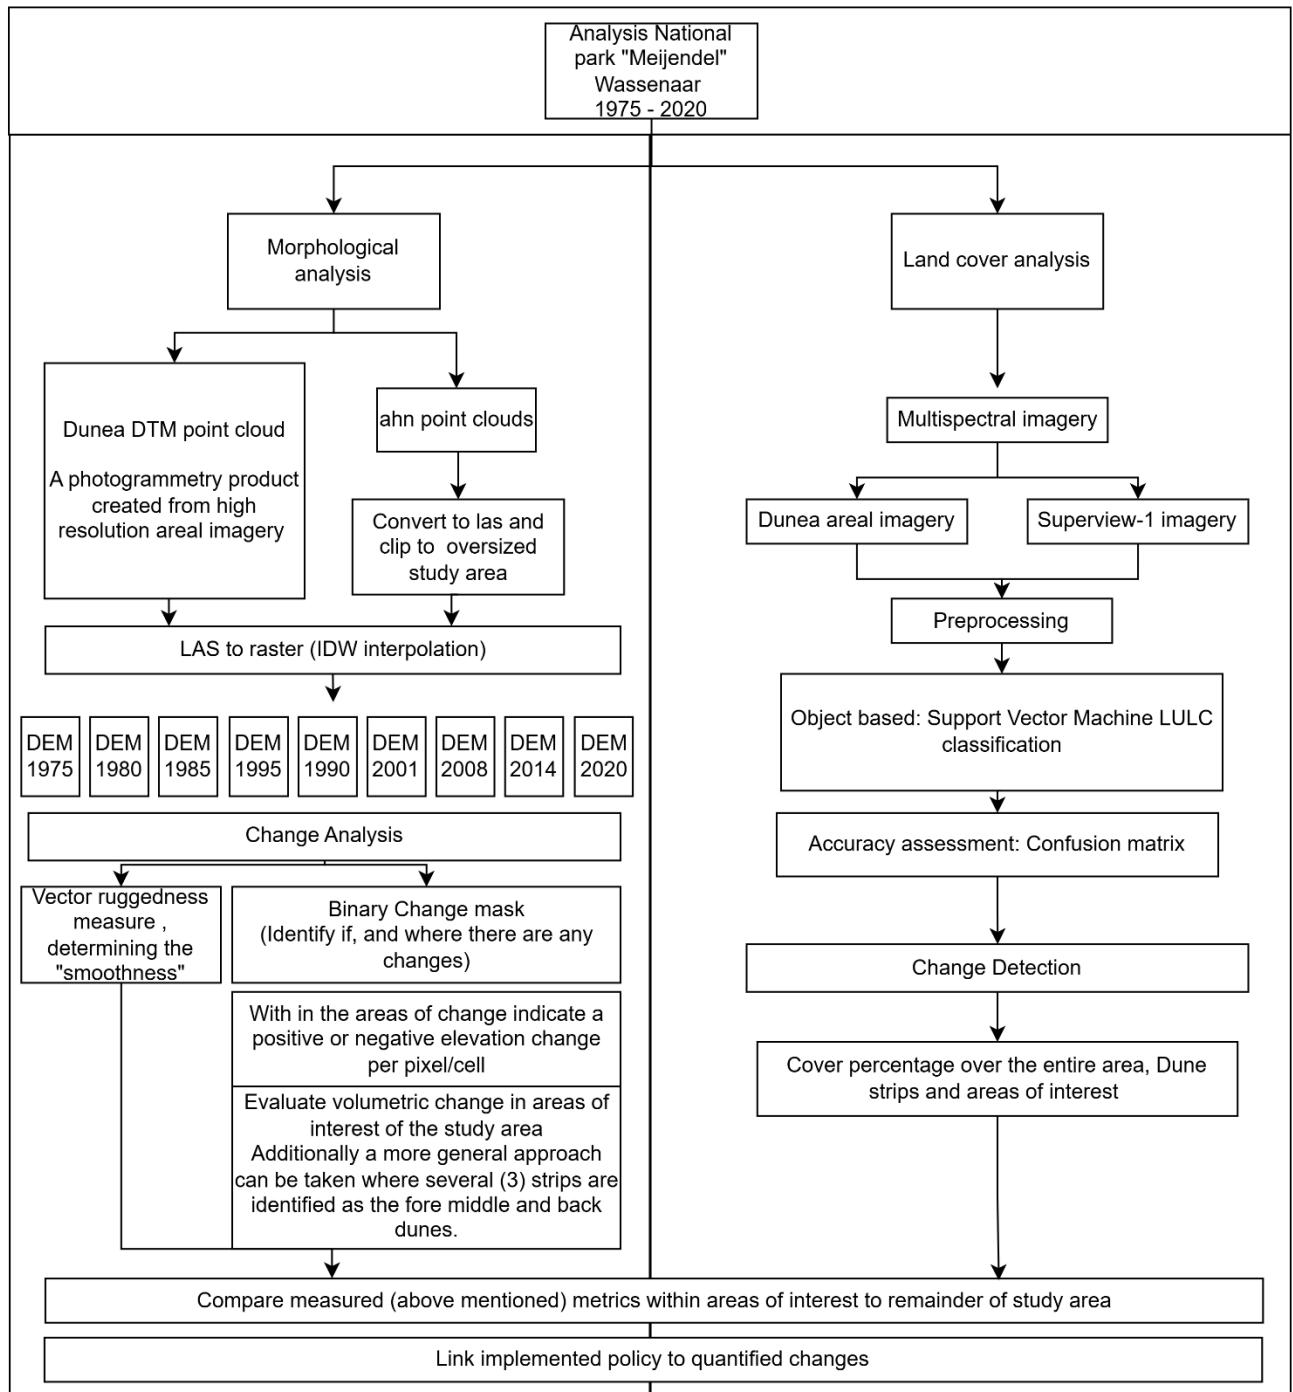 Analysis National
park "Meijendel"
Wassenaar
1975 - 2020
Morphological
analysis
Dunea DTM point cloud
A photogrammetry product
created from high
resolution areal imagery
ahn point clouds
Convert to las and
clip to oversized
study area
LAS to raster (IDW interpolation)
DEM
1975
DEM
1980
DEM
1985
DEM
1995
DEM
1990
DEM
2001
DEM
2008
DEM
2014
DEM
2020
Change Analysis
Vector ruggedness
measure ,
determining the
"smoothness"
Binary Change mask
(Identify if, and where there are any
changes)
With in the areas of change indicate a
positive or negative elevation change
per pixel/cell
Evaluate volumetric change in areas of
interest of the study area
Additionally a more general approach
can be taken where several (3) strips are
identified as the fore middle and back
dunes.
Land cover analysis
Multispectral imagery
Dunea areal imagery
Superview-1 imagery
Preprocessing
Object based: Support Vector Machine LULC
classification
Accuracy assessment: Confusion matrix
Change Detection
Cover percentage over the entire area, Dune
strips and areas of interest
Compare measured (above mentioned) metrics within areas of interest to remainder of study area
Link implemented policy to quantified changes